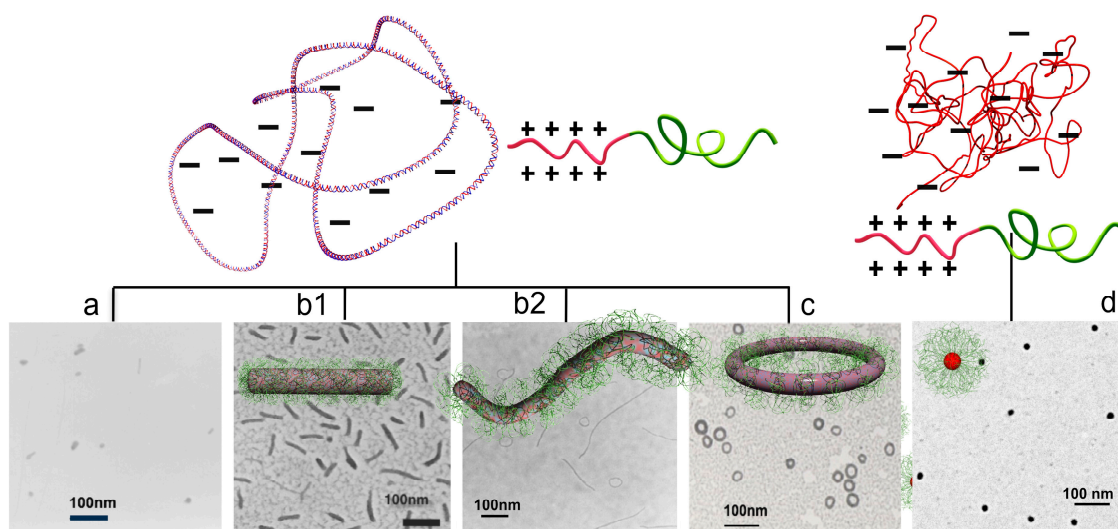 + + + +
+ + + +
+ + + +
+ + + +
a
b1
b2
c
d
100nm
100nm
100nm
100nm
100 nm